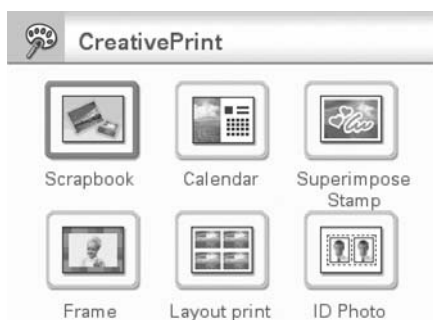 CreativePrint
Scrapbook Calendar Superimpose
Stamp
Frame Layout print ID Photo